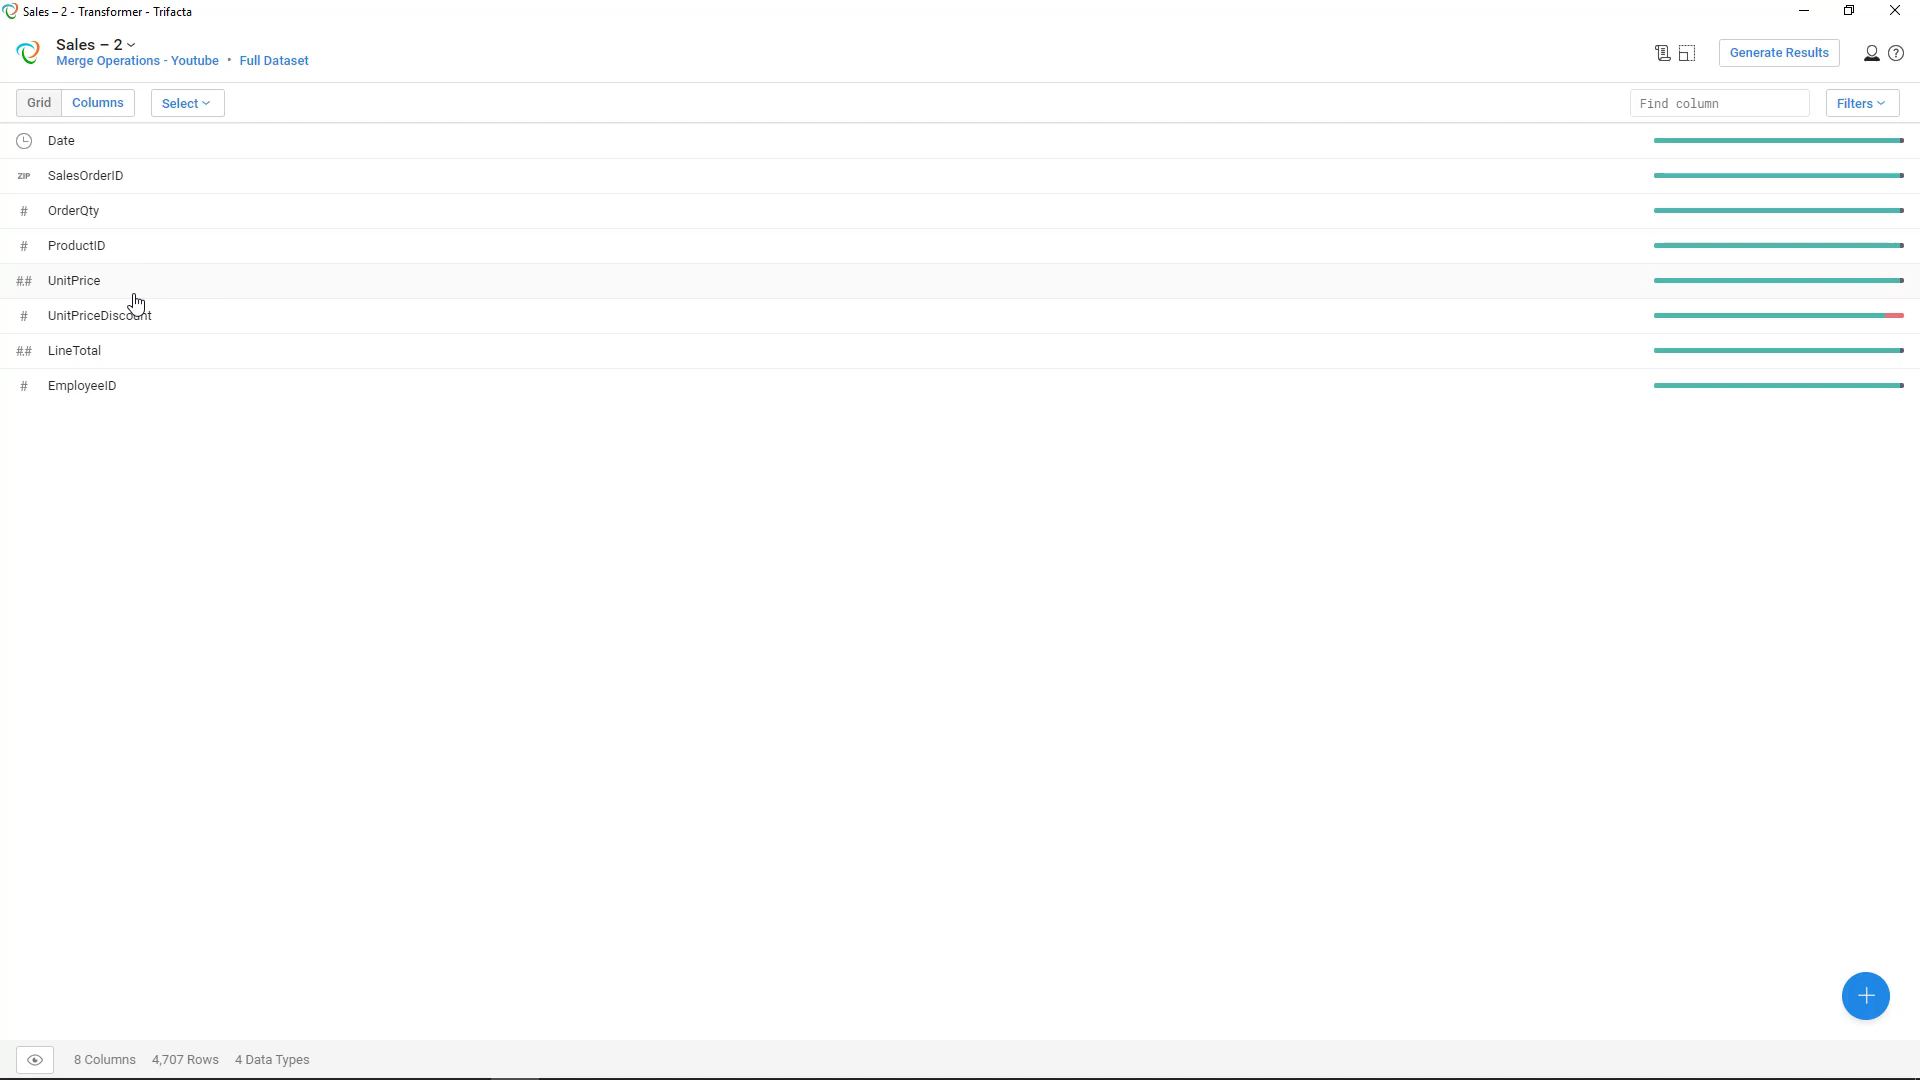 Sales – 2 - Transformer - Trifacta
Sales – 2
Merge Operations - Youtube • Full Dataset
Generate Results
Grid Columns Select
Find column Filters
Date
ZIP SalesOrderID
# OrderQty
# ProductID
## UnitPrice
# UnitPriceDiscount
## LineTotal
# EmployeeID
8 Columns 4,707 Rows 4 Data Types